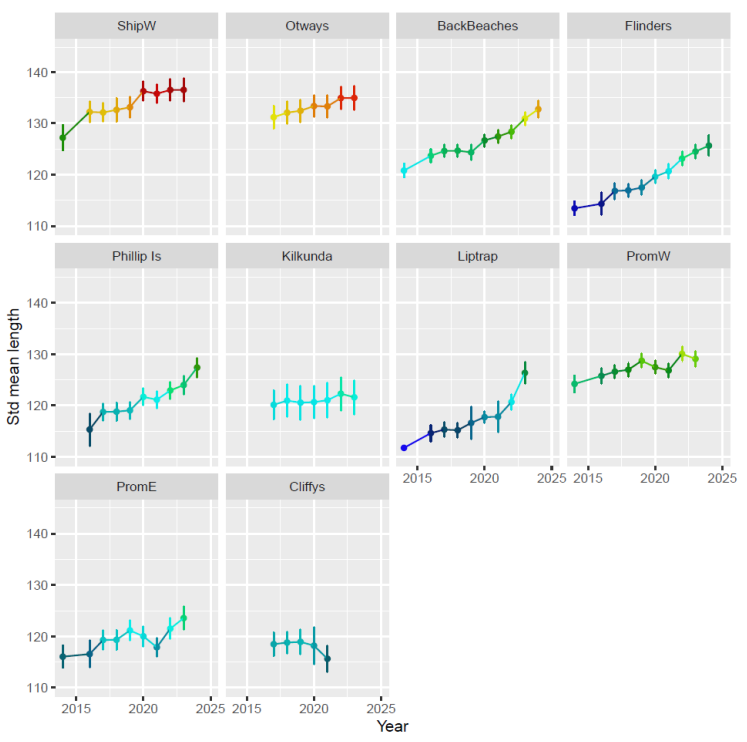 ShipW Otways BackBeaches Flinders
140
130
120
110
Phillip Is Kilkunda Liptrap PromW
140
130
120
110
2015 2020 2025 2015 2020 2025
PromE Cliffys
140
130
120
110
2015 2020 2025 2015 2020 2025
Std mean length
Year